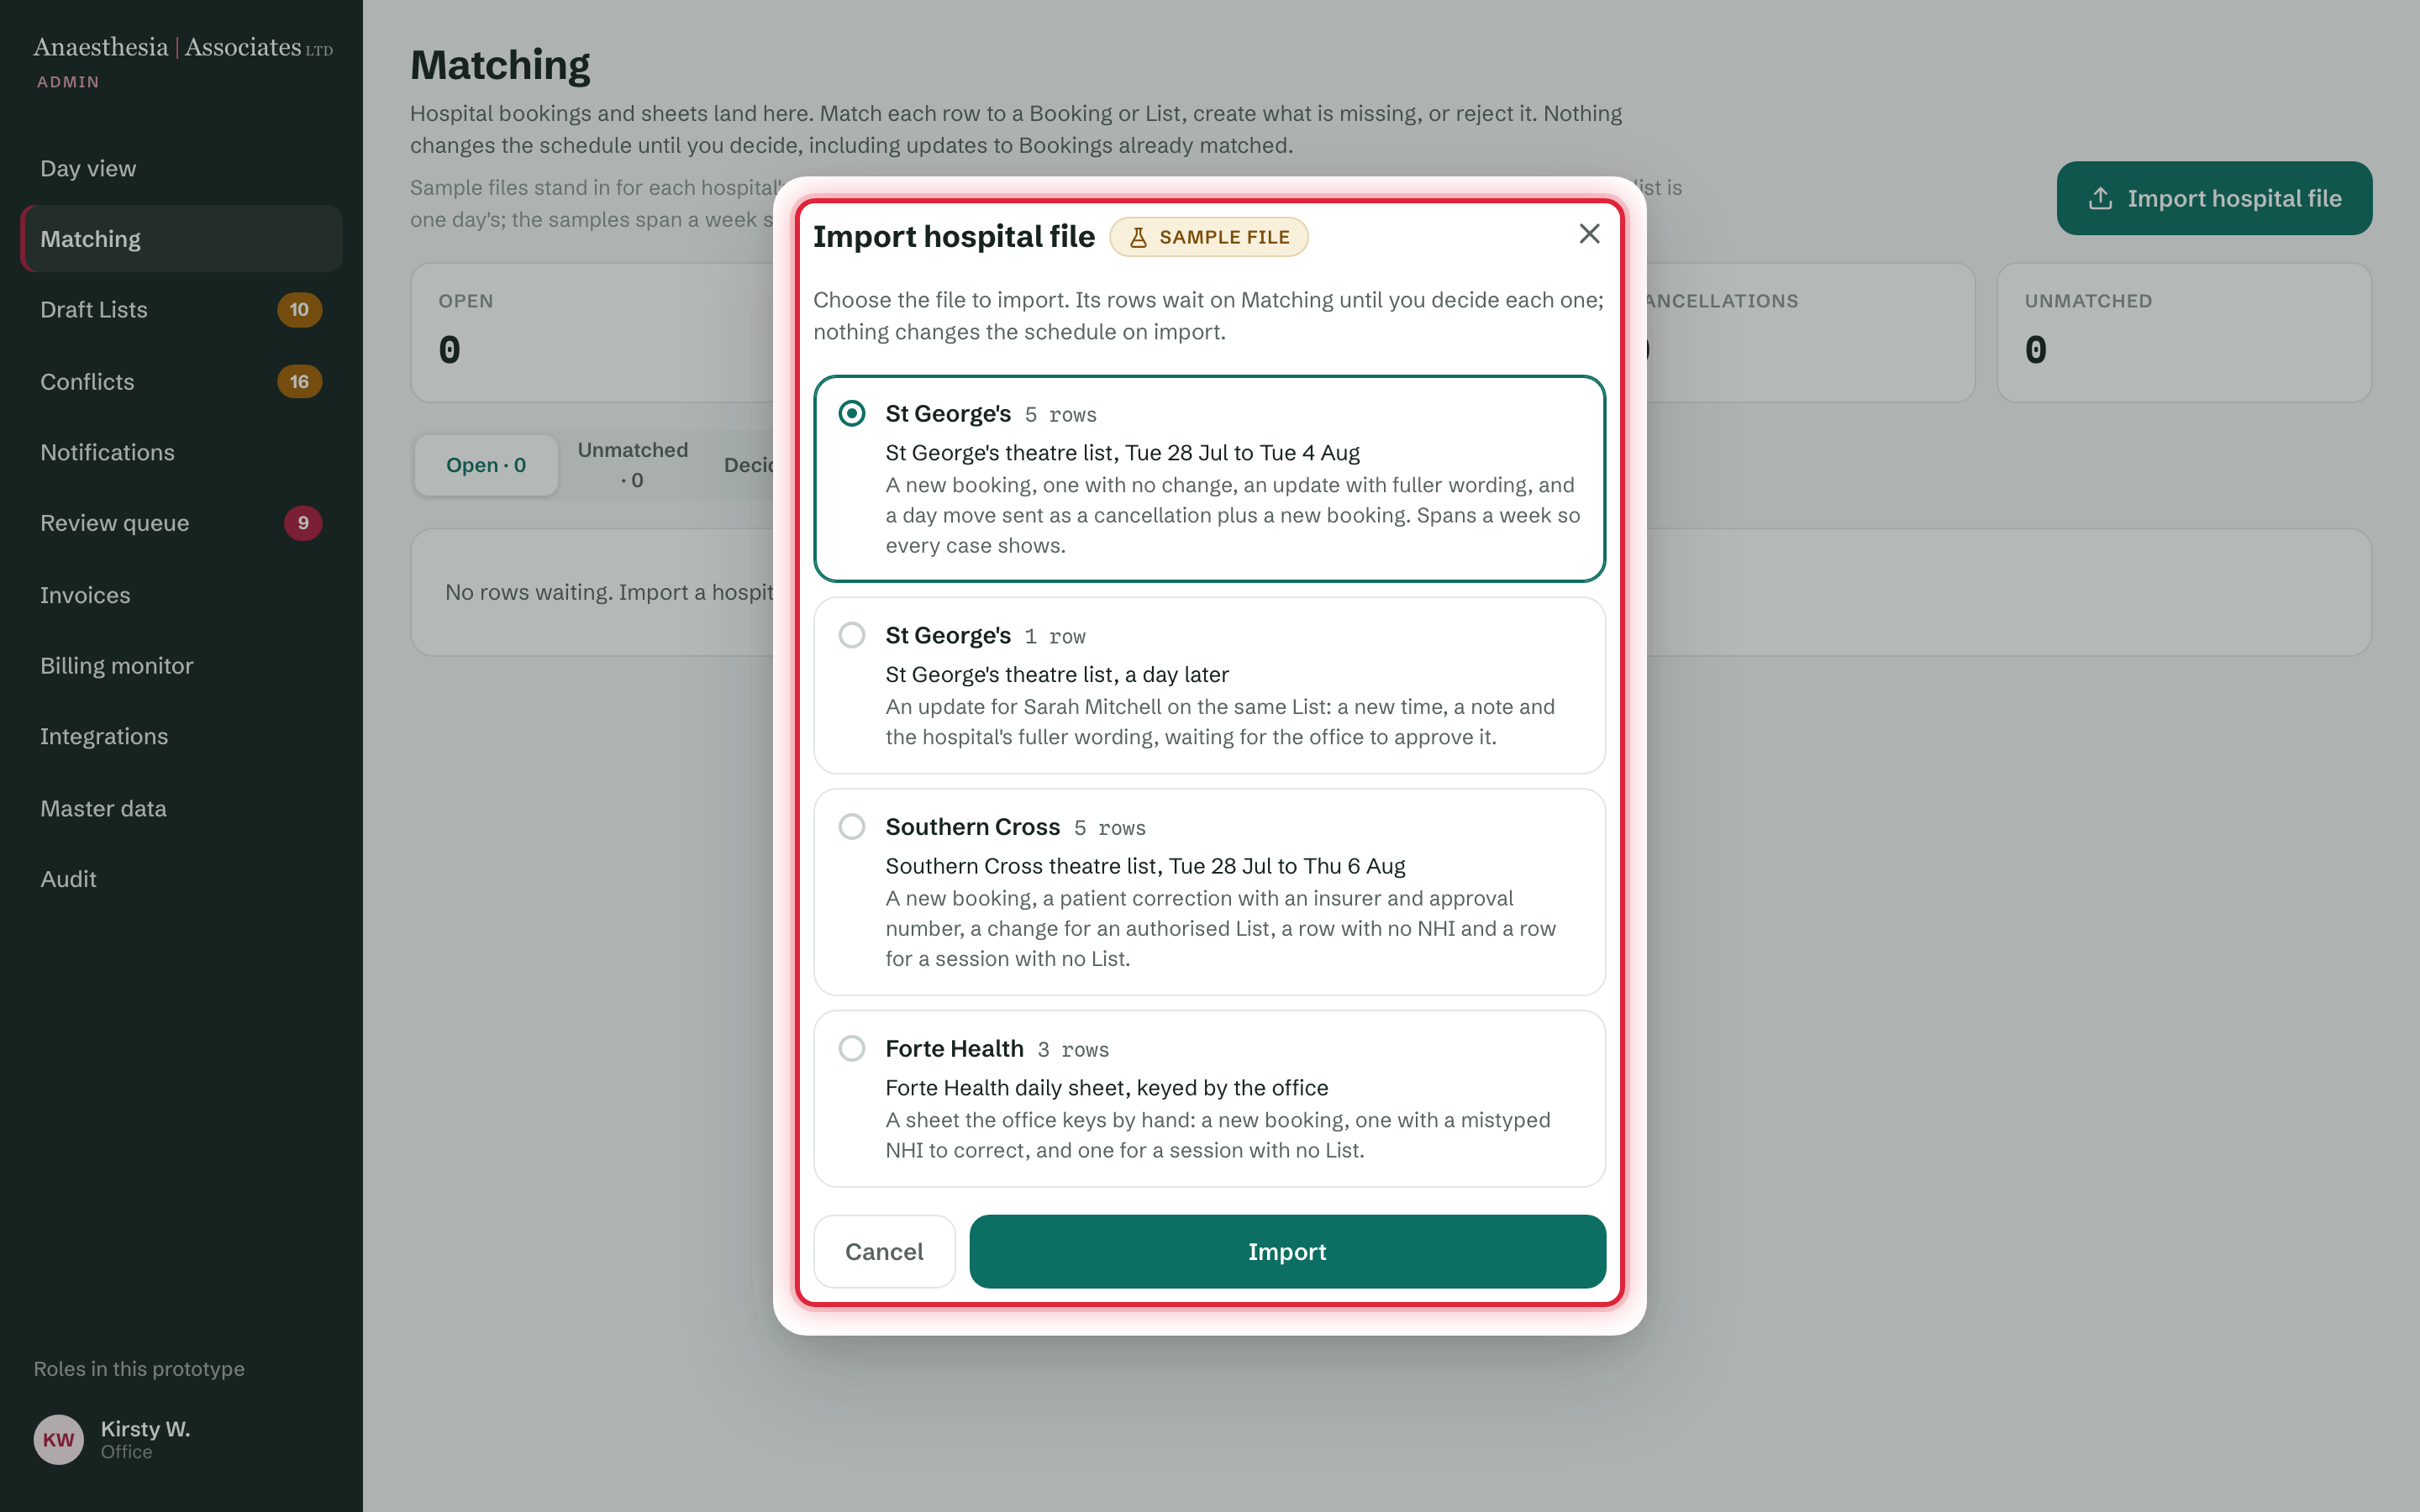 Anaesthesia | Associates LTD
ADMIN
Day view
Matching
Draft Lists 10
Conflicts 16
Notifications
Review queue 9
Invoices
Billing monitor
Integrations
Master data
Audit
Roles in this prototype
KW
Kirsty W.
Office
Matching
Hospital bookings and sheets land here. Match each row to a Booking or List, create what is missing, or reject it. Nothing
changes the schedule until you decide, including updates to Bookings already matched.
Sample files stand in for each hospital's
list is
one day's; the samples span a week s
Import hospital file
OPEN
0
ANCELLATIONS
UNMATCHED
0
Open · 0
Unmatched
· 0
Decid
No rows waiting. Import a hospit
Import hospital file
SAMPLE FILE
Choose the file to import. Its rows wait on Matching until you decide each one;
nothing changes the schedule on import.
St George's 5 rows
St George's theatre list, Tue 28 Jul to Tue 4 Aug
A new booking, one with no change, an update with fuller wording, and
a day move sent as a cancellation plus a new booking. Spans a week so
every case shows.
St George's 1 row
St George's theatre list, a day later
An update for Sarah Mitchell on the same List: a new time, a note and
the hospital's fuller wording, waiting for the office to approve it.
Southern Cross 5 rows
Southern Cross theatre list, Tue 28 Jul to Thu 6 Aug
A new booking, a patient correction with an insurer and approval
number, a change for an authorised List, a row with no NHI and a row
for a session with no List.
Forte Health 3 rows
Forte Health daily sheet, keyed by the office
A sheet the office keys by hand: a new booking, one with a mistyped
NHI to correct, and one for a session with no List.
Cancel
Import